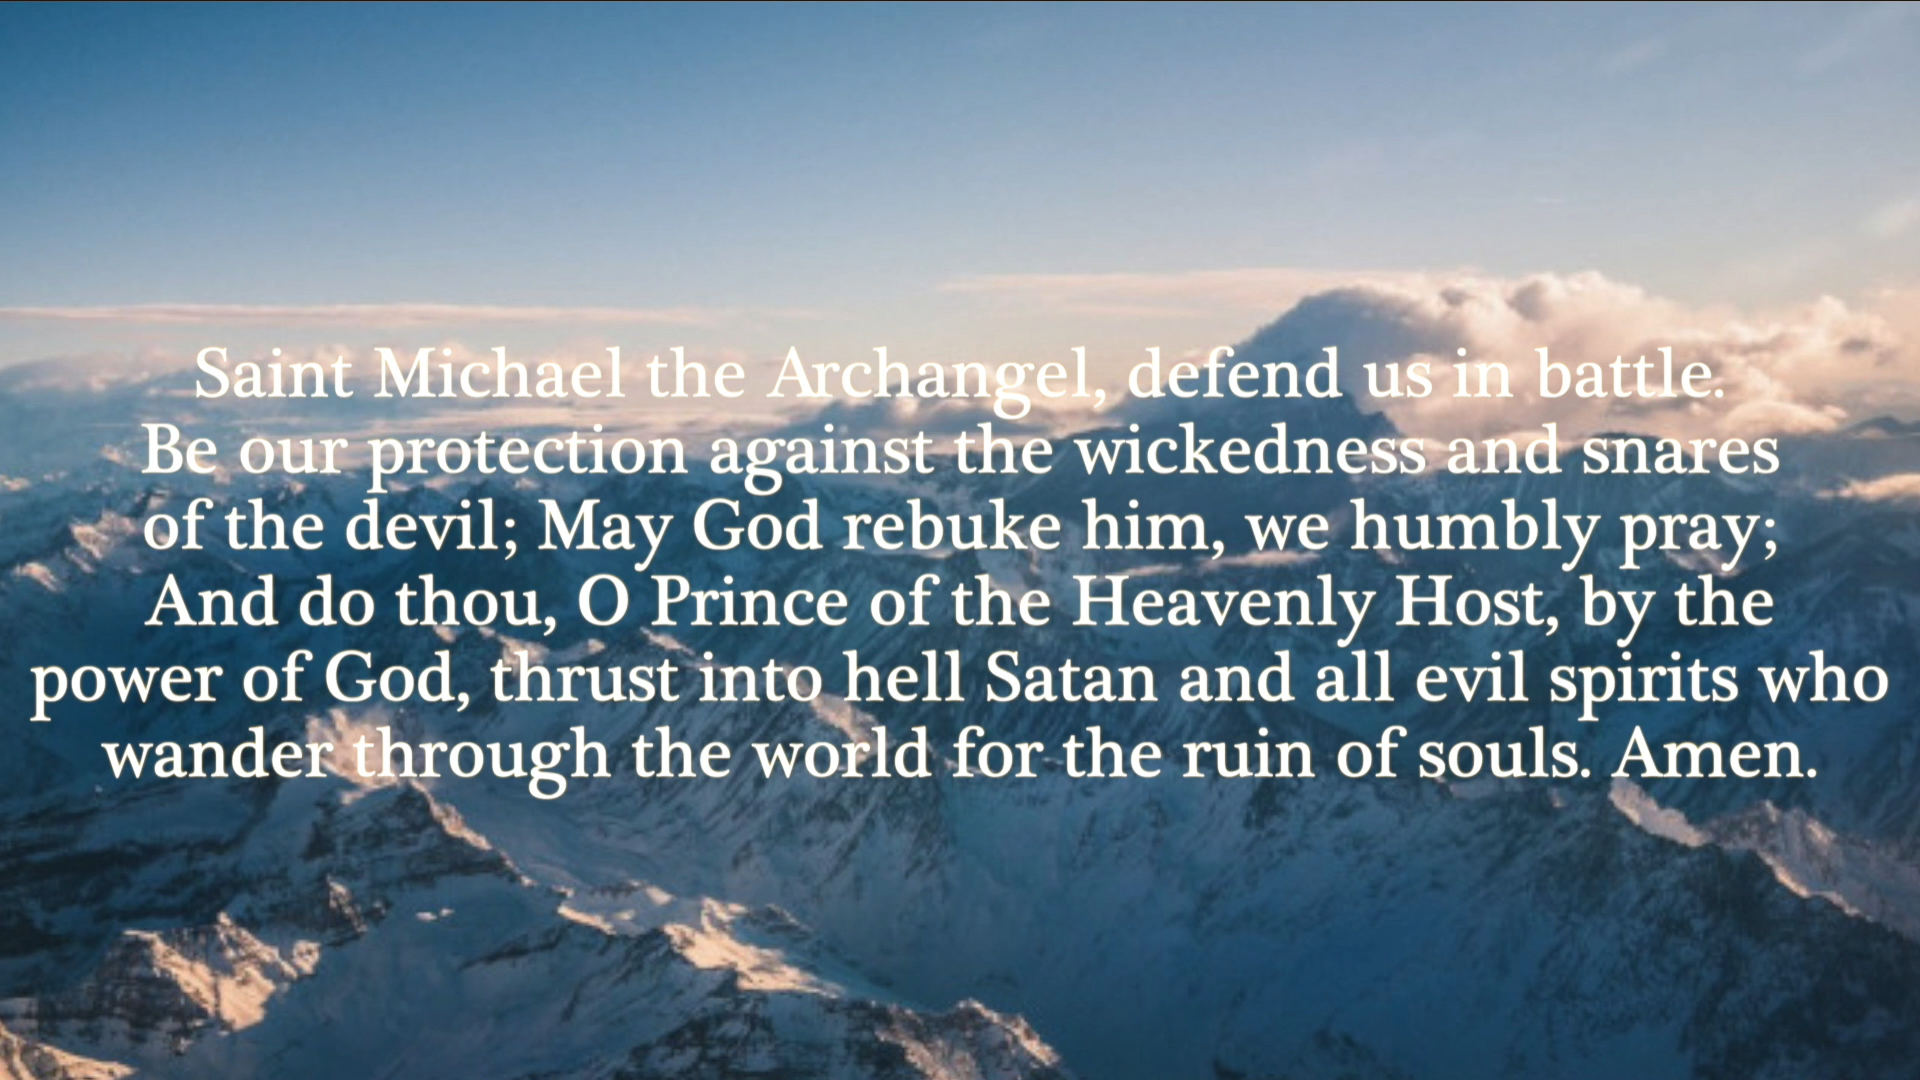 Saint Michael the Archangel, defend us in battle.
Be our protection against the wickedness and snares
of the devil; May God rebuke him, we humbly pray;
And do thou, O Prince of the Heavenly Host, by the
power of God, thrust into hell Satan and all evil spirits who
wander through the world for the ruin of souls. Amen.